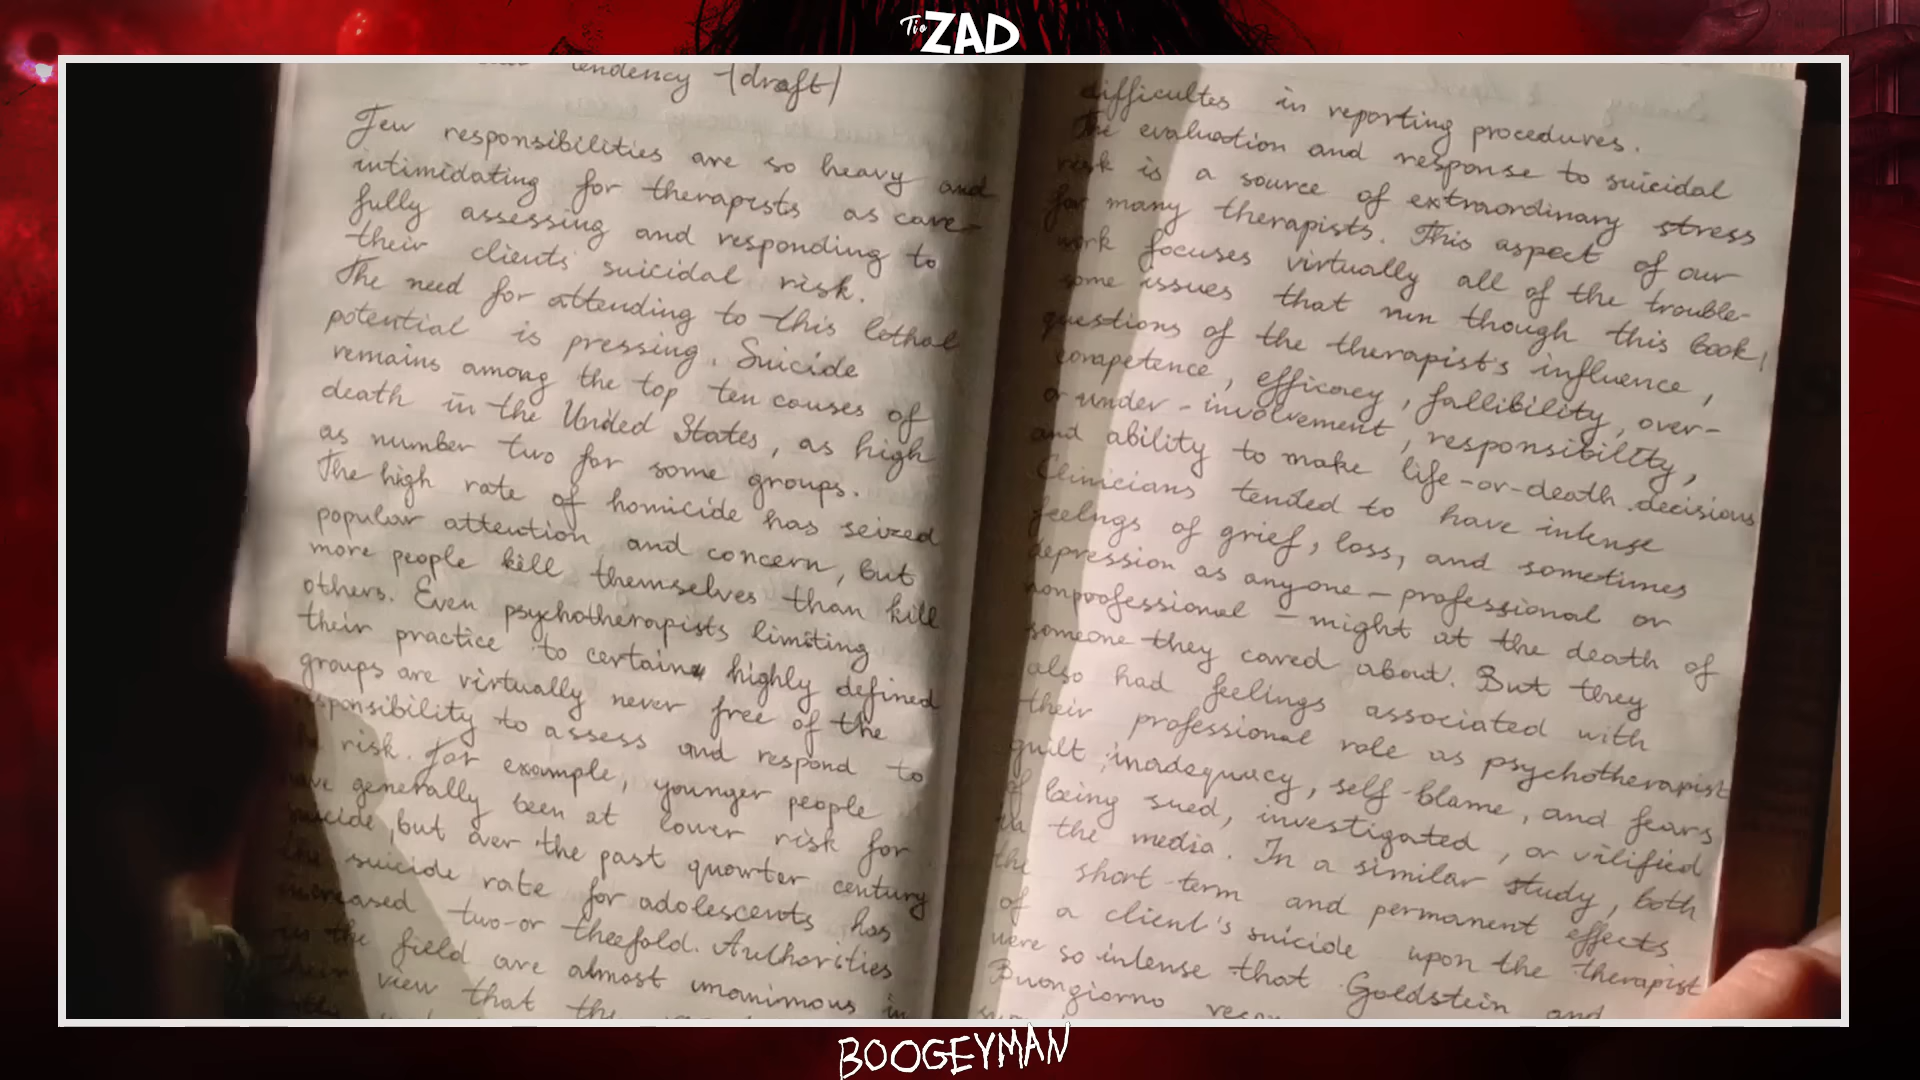 Tio ZAD
tendency (draft)
Few responsibilities are so heavy and
intimidating for therapists as care-
fully assessing and responding to
their clients' suicidal risk.
The need for attending to this lethal
potential is pressing. Suicide
remains among the top ten couses of
death in the United States, as high
as number two for some groups.
The high rate of homicide has seized
popular attention and concern, but
more people kill themselves than kill
others. Even psychotherapists limiting
their practice to certain highly defined
groups are virtually never free of the
responsibility to assess and respond to
risk. For example, younger people
have generally been at lower risk for
suicide, but over the past quarter century
the suicide rate for adolescents has
increased two-or theefold. Authorities
in the field are almost unanimous in
their view that the
difficultes in reporting procedures.
The evaluation and response to suicidal
risk is a source of extraordinary stress
for many therapists. This aspect of our
work focuses virtually all of the trouble-
some issues that run though this book!
questions of the therapist's influence,
competence, efficacy, fallibility, over-
or under-involvement, responsibility,
and ability to make life-or-death decisions
Clinicians tended to have intense
feelngs of grief, loss, and sometimes
depression as anyone - professional or
nonprofessional - might at the death of
someone they cared about. But they
also had feelings associated with
their professional role as psychotherapist
guilt, inadequacy, self-blame, and fears
of being sued, investigated, or vilified
in the media. In a similar study, both
the short-term and permanent effects
of a client's suicide upon the therapist
were so intense that Goldstein and
Buongiorno
BOOGEYMAN